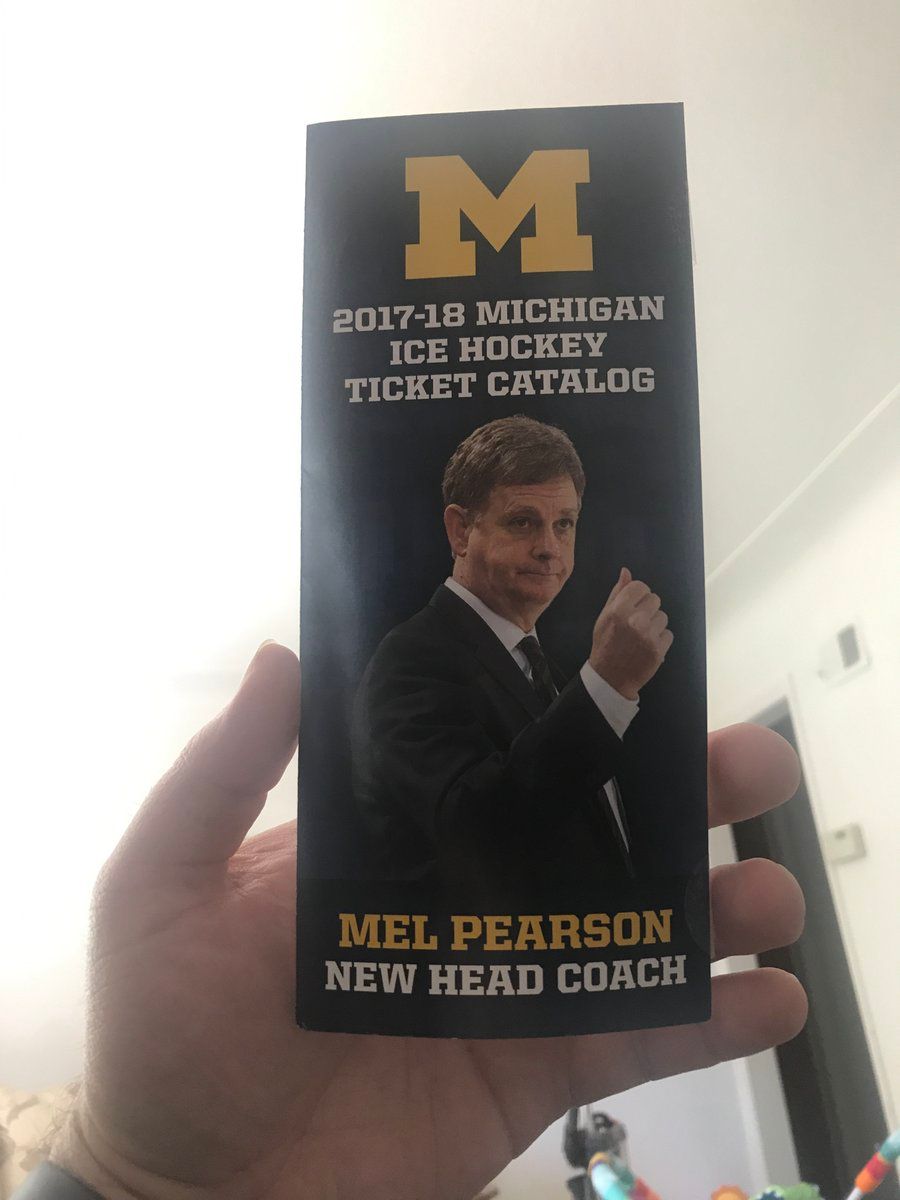 M
2017-18 MICHIGAN
ICE HOCKEY
TICKET CATALOG
MEL PEARSON
NEW HEAD COACH